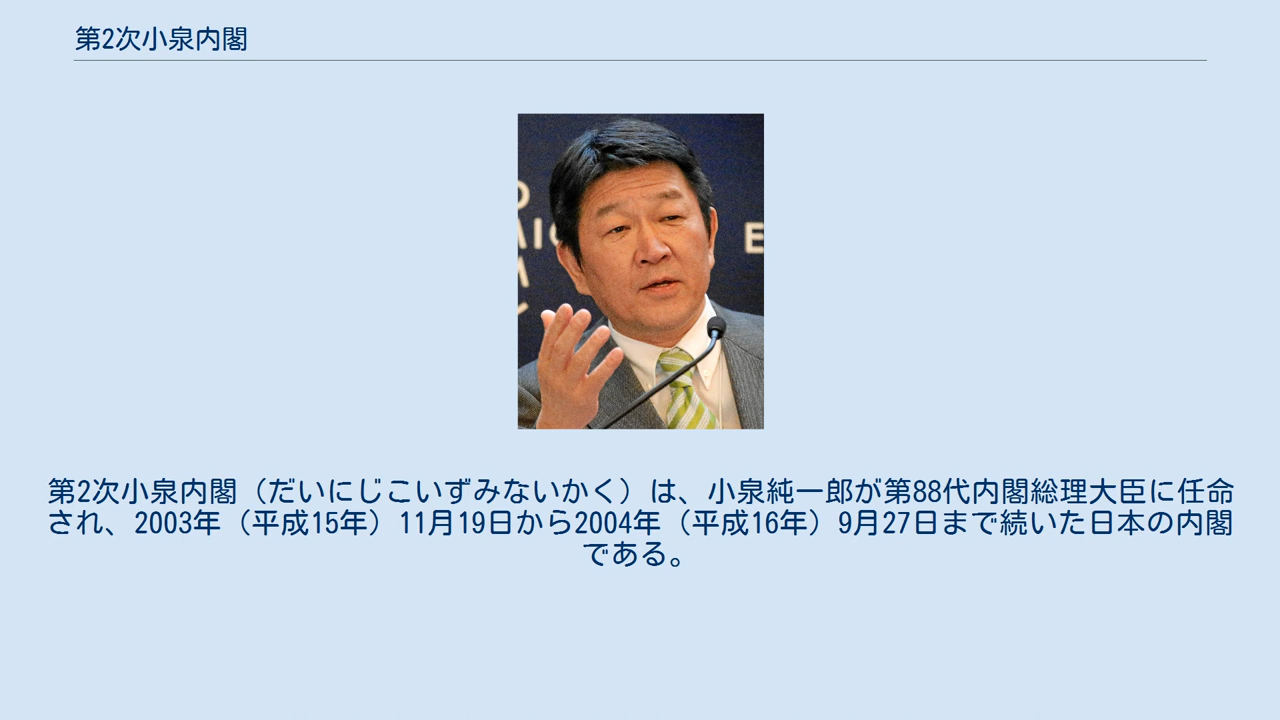 第2次小泉内閣
O
MIC
M
E
第2次小泉内閣（だいにじこいずみないかく）は、小泉純一郎が第88代内閣総理大臣に任命
され、2003年（平成15年）11月19日から2004年（平成16年）9月27日まで続いた日本の内閣
である。